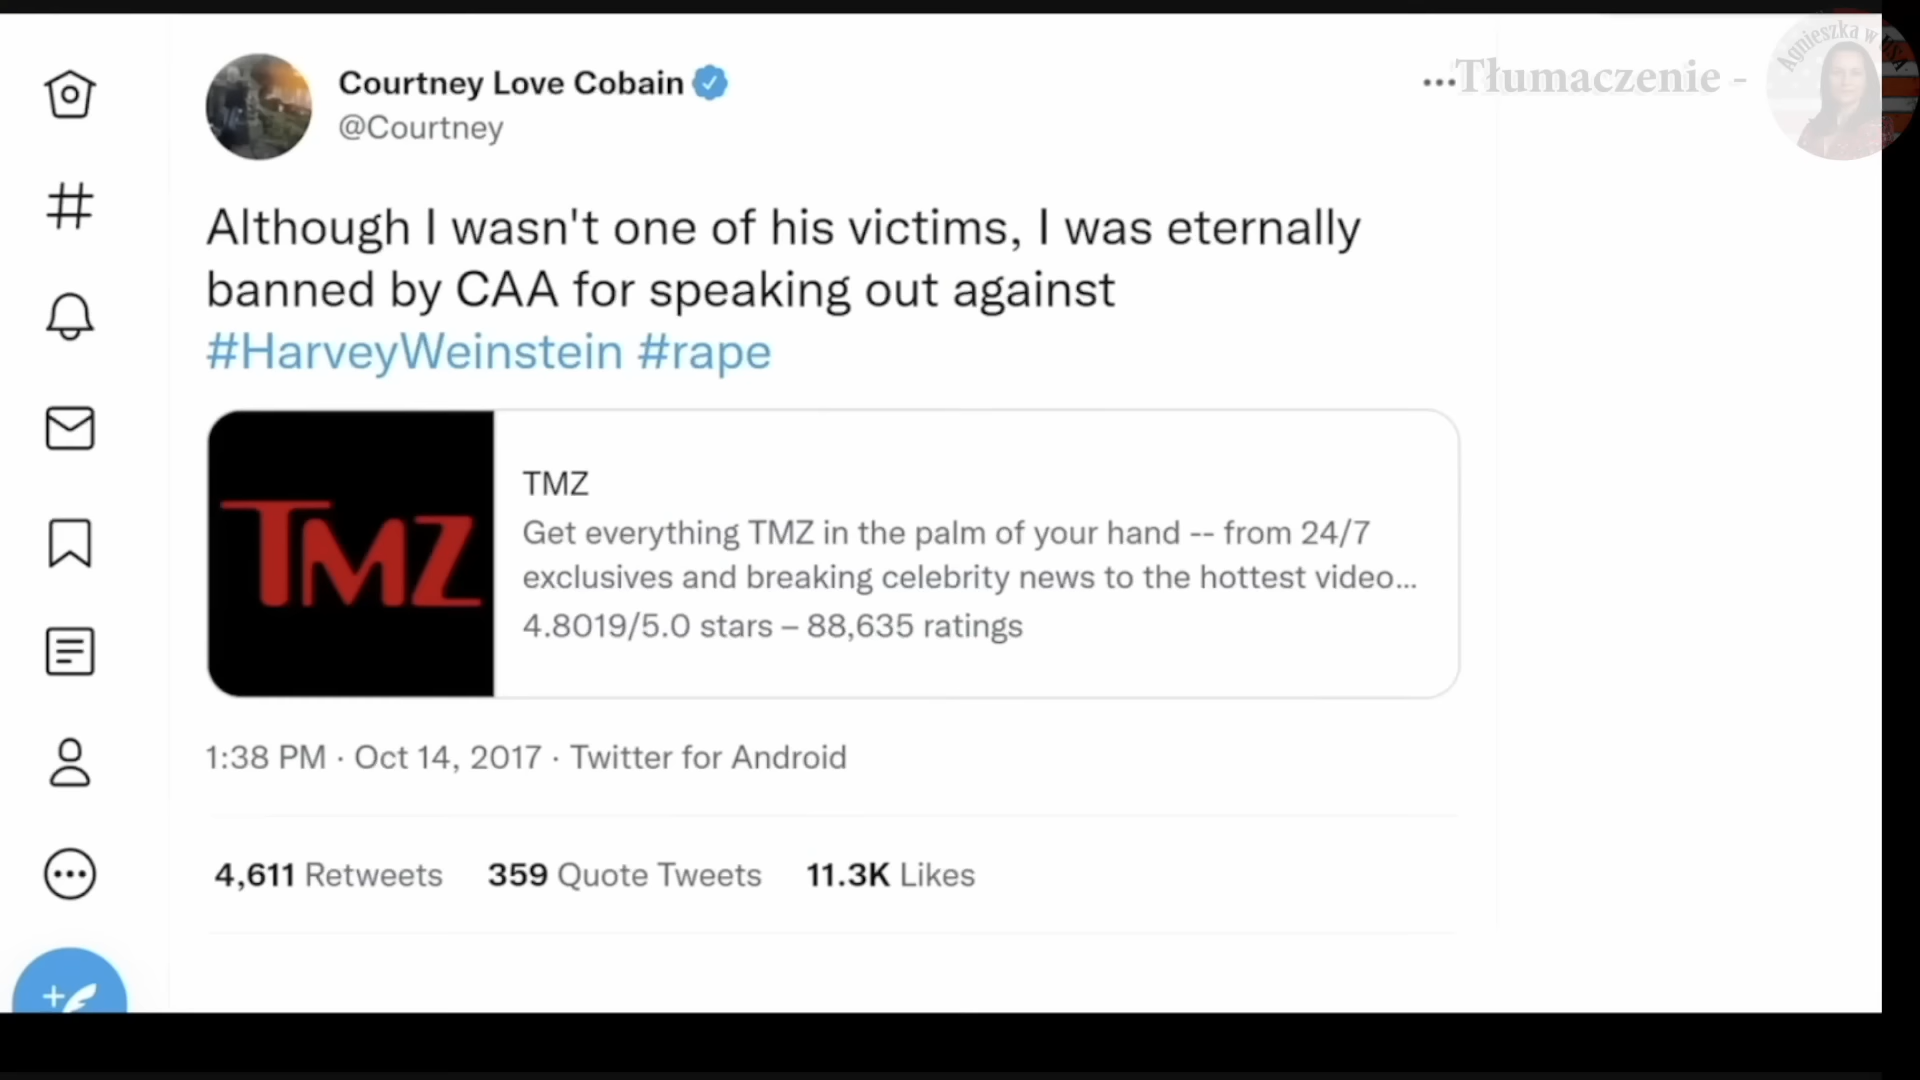 Courtney Love Cobain
@Courtney
Tłumaczenie -
Agnieszka w USA
Although I wasn't one of his victims, I was eternally
banned by CAA for speaking out against
#HarveyWeinstein #rape
TMZ
TMZ
Get everything TMZ in the palm of your hand -- from 24/7
exclusives and breaking celebrity news to the hottest video...
4.8019/5.0 stars – 88,635 ratings
1:38 PM · Oct 14, 2017 · Twitter for Android
4,611 Retweets 359 Quote Tweets 11.3K Likes